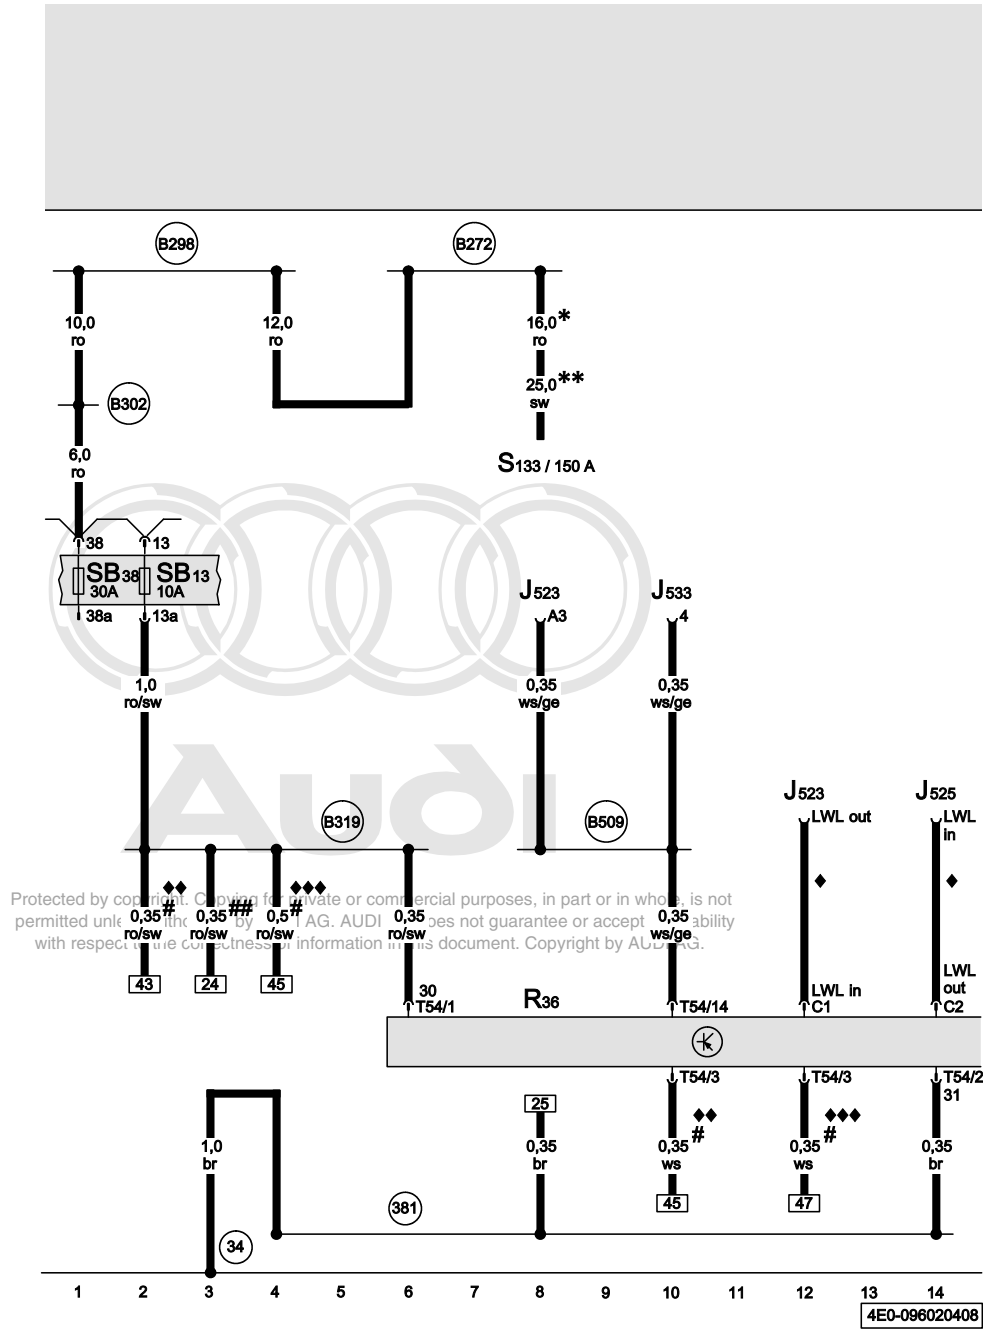 B298
B272
10,0
ro
12,0
ro
16,0*
ro
25,0**
sw
B302
6,0
ro
S133 / 150 A
38
13
SB38
30A
SB13
10A
38a
13a
J523
A3
J533
4
1,0
ro/sw
0,35
ws/ge
0,35
ws/ge
Audi
B319
B509
J523
LWL out
J525
LWL
in
♦♦
#
##
♦♦♦
#
♦
♦
0,35
ro/sw
0,35
ro/sw
0,5
ro/sw
0,35
ro/sw
0,35
ws/ge
Protected by copyright. Copying for private or commercial purposes, in part or in whole, is not
permitted AG. AUDI does not guarantee or accept
with respect to the correctness of information in this document. Copyright by AUDI AG.
43
24
45
30
T54/1
R36
T54/14
LWL in
C1
LWL
out
C2
T54/3
T54/3
T54/2
31
25
♦♦
#
♦♦♦
#
1,0
br
0,35
br
0,35
ws
0,35
ws
0,35
br
45
47
381
34
1 2 3 4 5 6 7 8 9 10 11 12 13 14
4E0-096020408